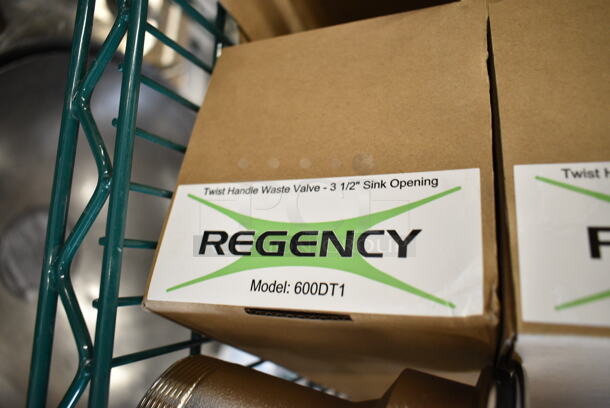 Twist Handle Waste Valve - 3 1/2" Sink Opening
REGENCY
Model: 600DT1
Twist H
R